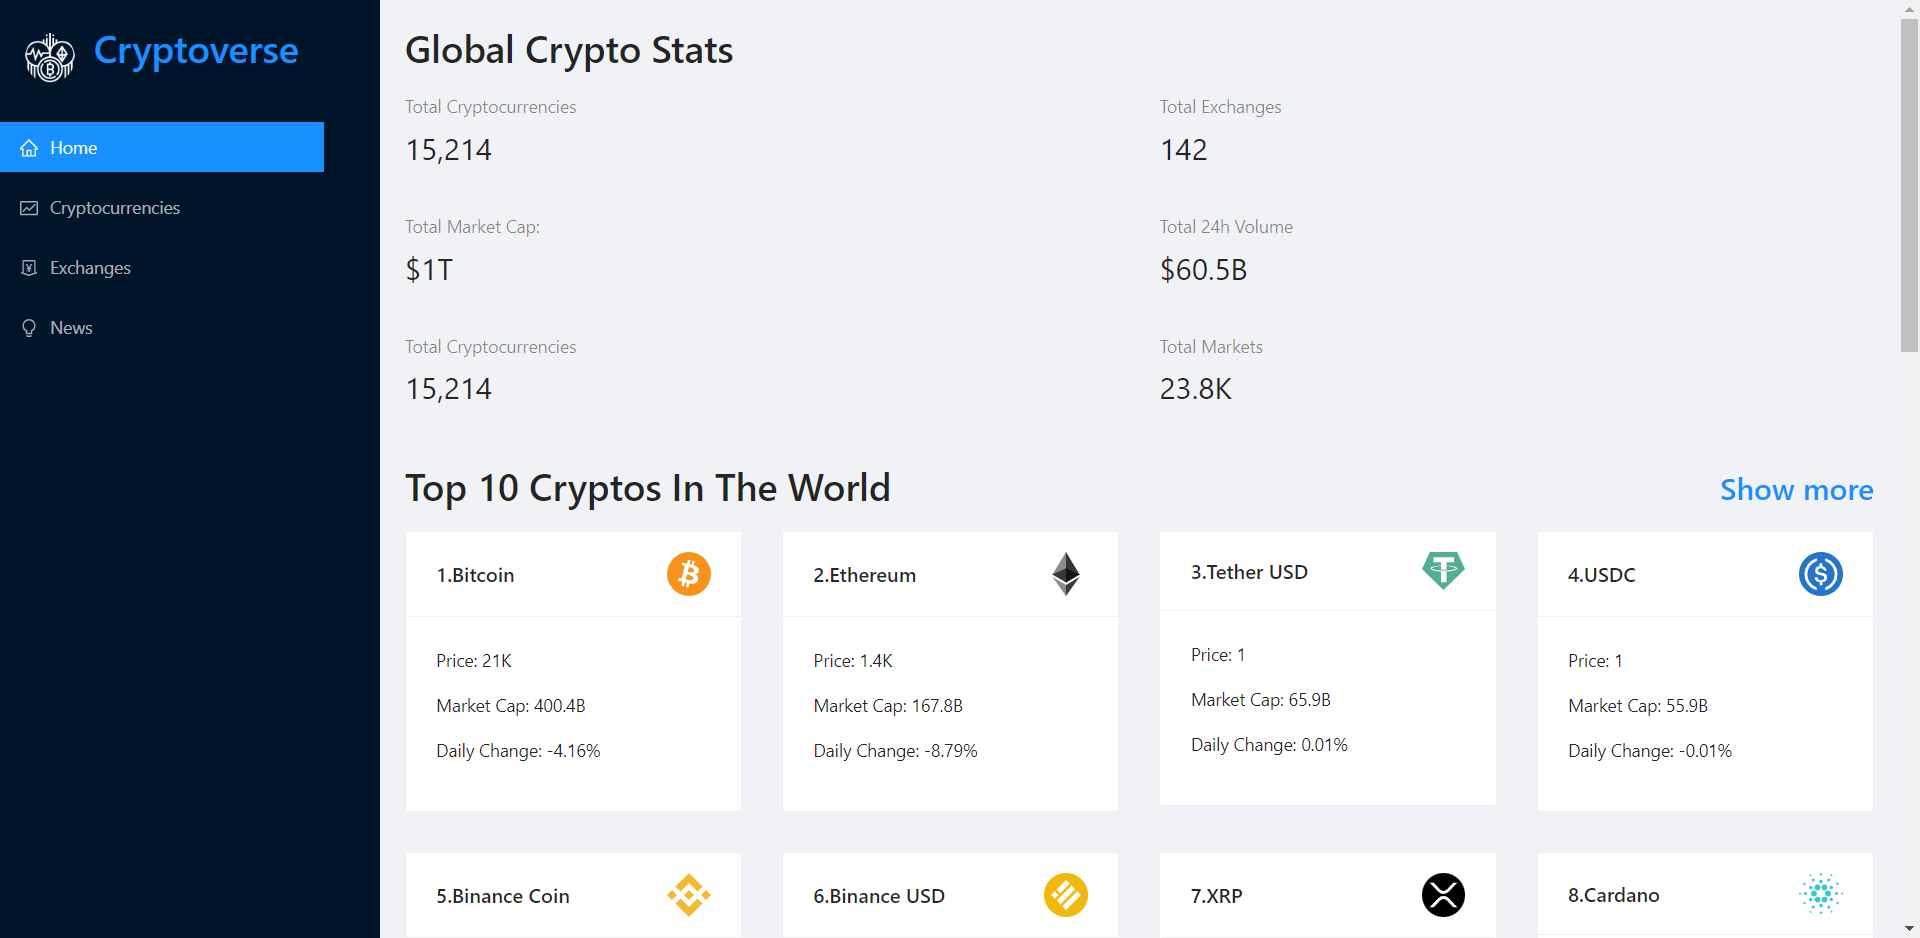 Cryptoverse
Home
Cryptocurrencies
Exchanges
News
Global Crypto Stats
Total Cryptocurrencies
15,214
Total Exchanges
142
Total Market Cap:
$1T
Total 24h Volume
$60.5B
Total Cryptocurrencies
15,214
Total Markets
23.8K
Top 10 Cryptos In The World
Show more
1.Bitcoin
Price: 21K
Market Cap: 400.4B
Daily Change: -4.16%
2.Ethereum
Price: 1.4K
Market Cap: 167.8B
Daily Change: -8.79%
3.Tether USD
Price: 1
Market Cap: 65.9B
Daily Change: 0.01%
4.USDC
Price: 1
Market Cap: 55.9B
Daily Change: -0.01%
5.Binance Coin
6.Binance USD
7.XRP
8.Cardano